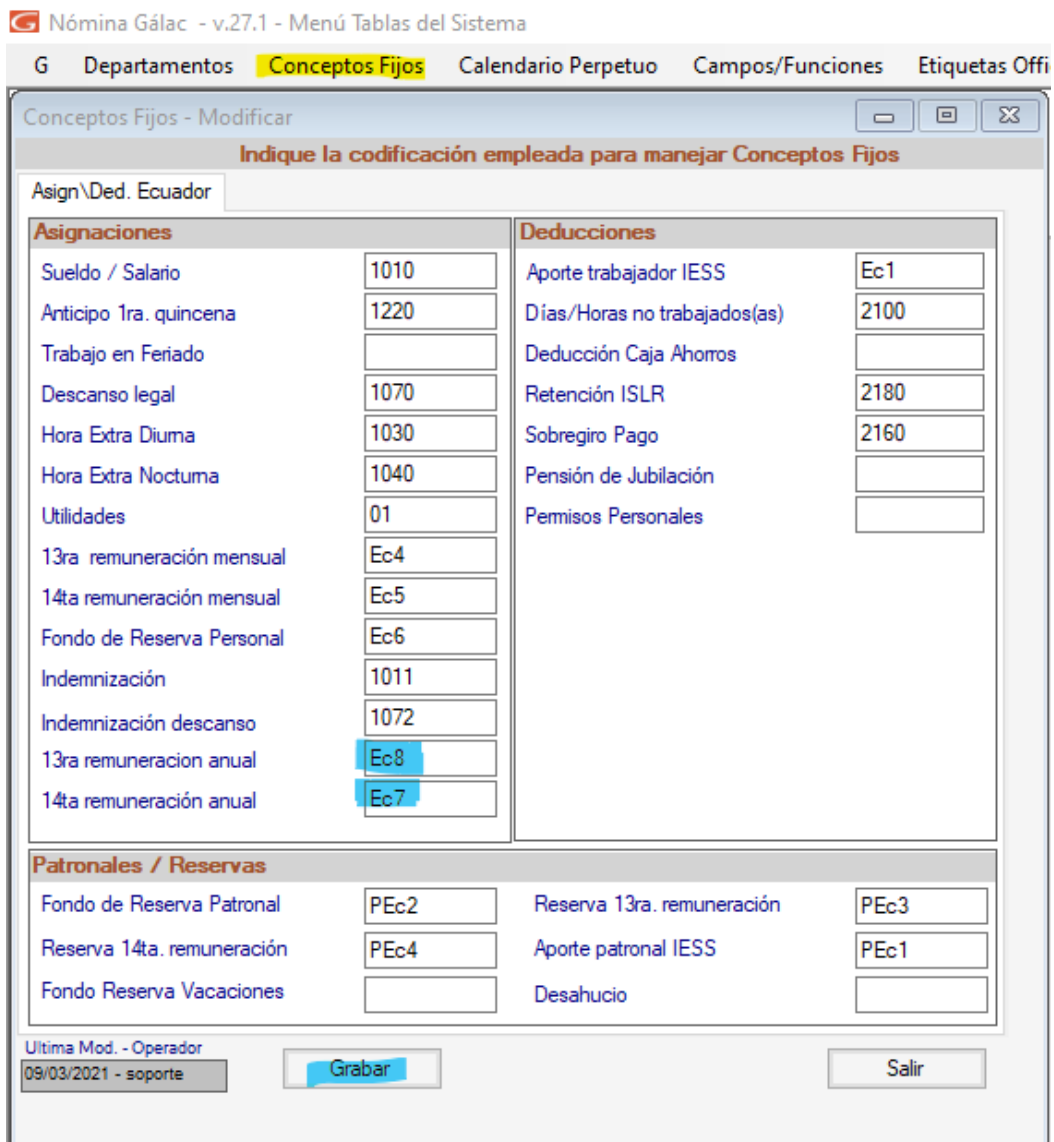 Nómina Gálac - v.27.1 - Menú Tablas del Sistema
G Departamentos Conceptos Fijos Calendario Perpetuo Campos/Funciones Etiquetas Offi
Conceptos Fijos - Modificar
Indique la codificación empleada para manejar Conceptos Fijos
Asign\Ded. Ecuador
Asignaciones
Sueldo / Salario 1010
Anticipo 1ra. quincena 1220
Trabajo en Feriado
Descanso legal 1070
Hora Extra Diurna 1030
Hora Extra Nocturna 1040
Utilidades 01
13ra remuneración mensual Ec4
14ta remuneración mensual Ec5
Fondo de Reserva Personal Ec6
Indemnización 1011
Indemnización descanso 1072
13ra remuneracion anual Ec8
14ta remuneración anual Ec7
Deducciones
Aporte trabajador IESS Ec1
Días/Horas no trabajados(as) 2100
Deducción Caja Ahorros
Retención ISLR 2180
Sobregiro Pago 2160
Pensión de Jubilación
Permisos Personales
Patronales / Reservas
Fondo de Reserva Patronal PEc2 Reserva 13ra. remuneración PEc3
Reserva 14ta. remuneración PEc4 Aporte patronal IESS PEc1
Fondo Reserva Vacaciones Desahucio
Ultima Mod. - Operador
09/03/2021 - soporte Grabar Salir